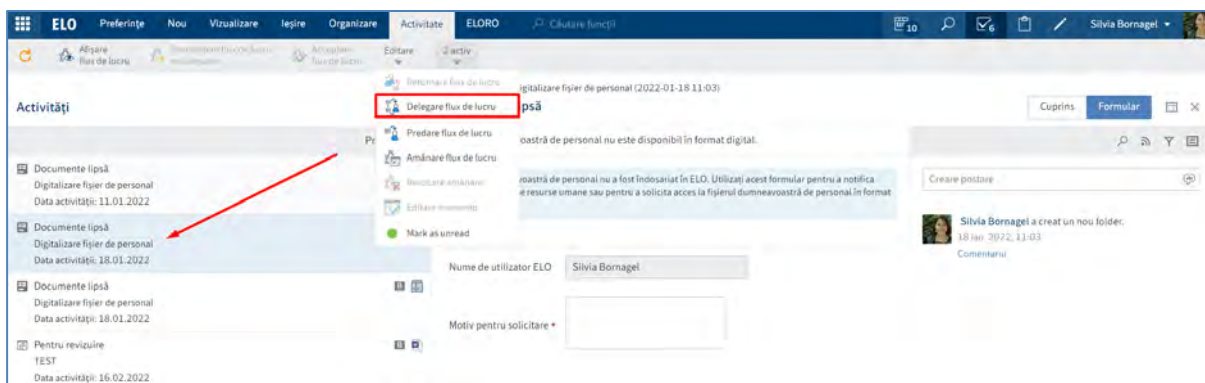 ELO Preferințe Nou Vizualizare Ieșire Organizare Activitate ELORO Căutare funcții 10 6 Silvia Bornagel
Afișare flux de lucru
Editare 2 activ
Delegare flux de lucru
Predare flux de lucru
Amânare flux de lucru
Revocare amânare
Editare memento
Mark as unread
Activități
igitalizare fișier de personal (2022-01-18 11:03)
psă
Cuprins Formular
Pr
oastră de personal nu este disponibil în format digital.
voastră de personal nu a fost îndosariat în ELO. Utilizați acest formular pentru a notifica
e resurse umane sau pentru a solicita acces la fișierul dumneavoastră de personal în format
Nume de utilizator ELO Silvia Bornagel
Motiv pentru solicitare •
Documente lipsă
Digitalizare fișier de personal
Data activității: 11.01.2022
Documente lipsă
Digitalizare fișier de personal
Data activității: 18.01.2022
Documente lipsă
Digitalizare fișier de personal
Data activității: 18.01.2022
Pentru revizuire
TEST
Data activității: 16.02.2022
Creare postare
Silvia Bornagel a creat un nou folder.
18 ian. 2022, 11:03
Comentariu